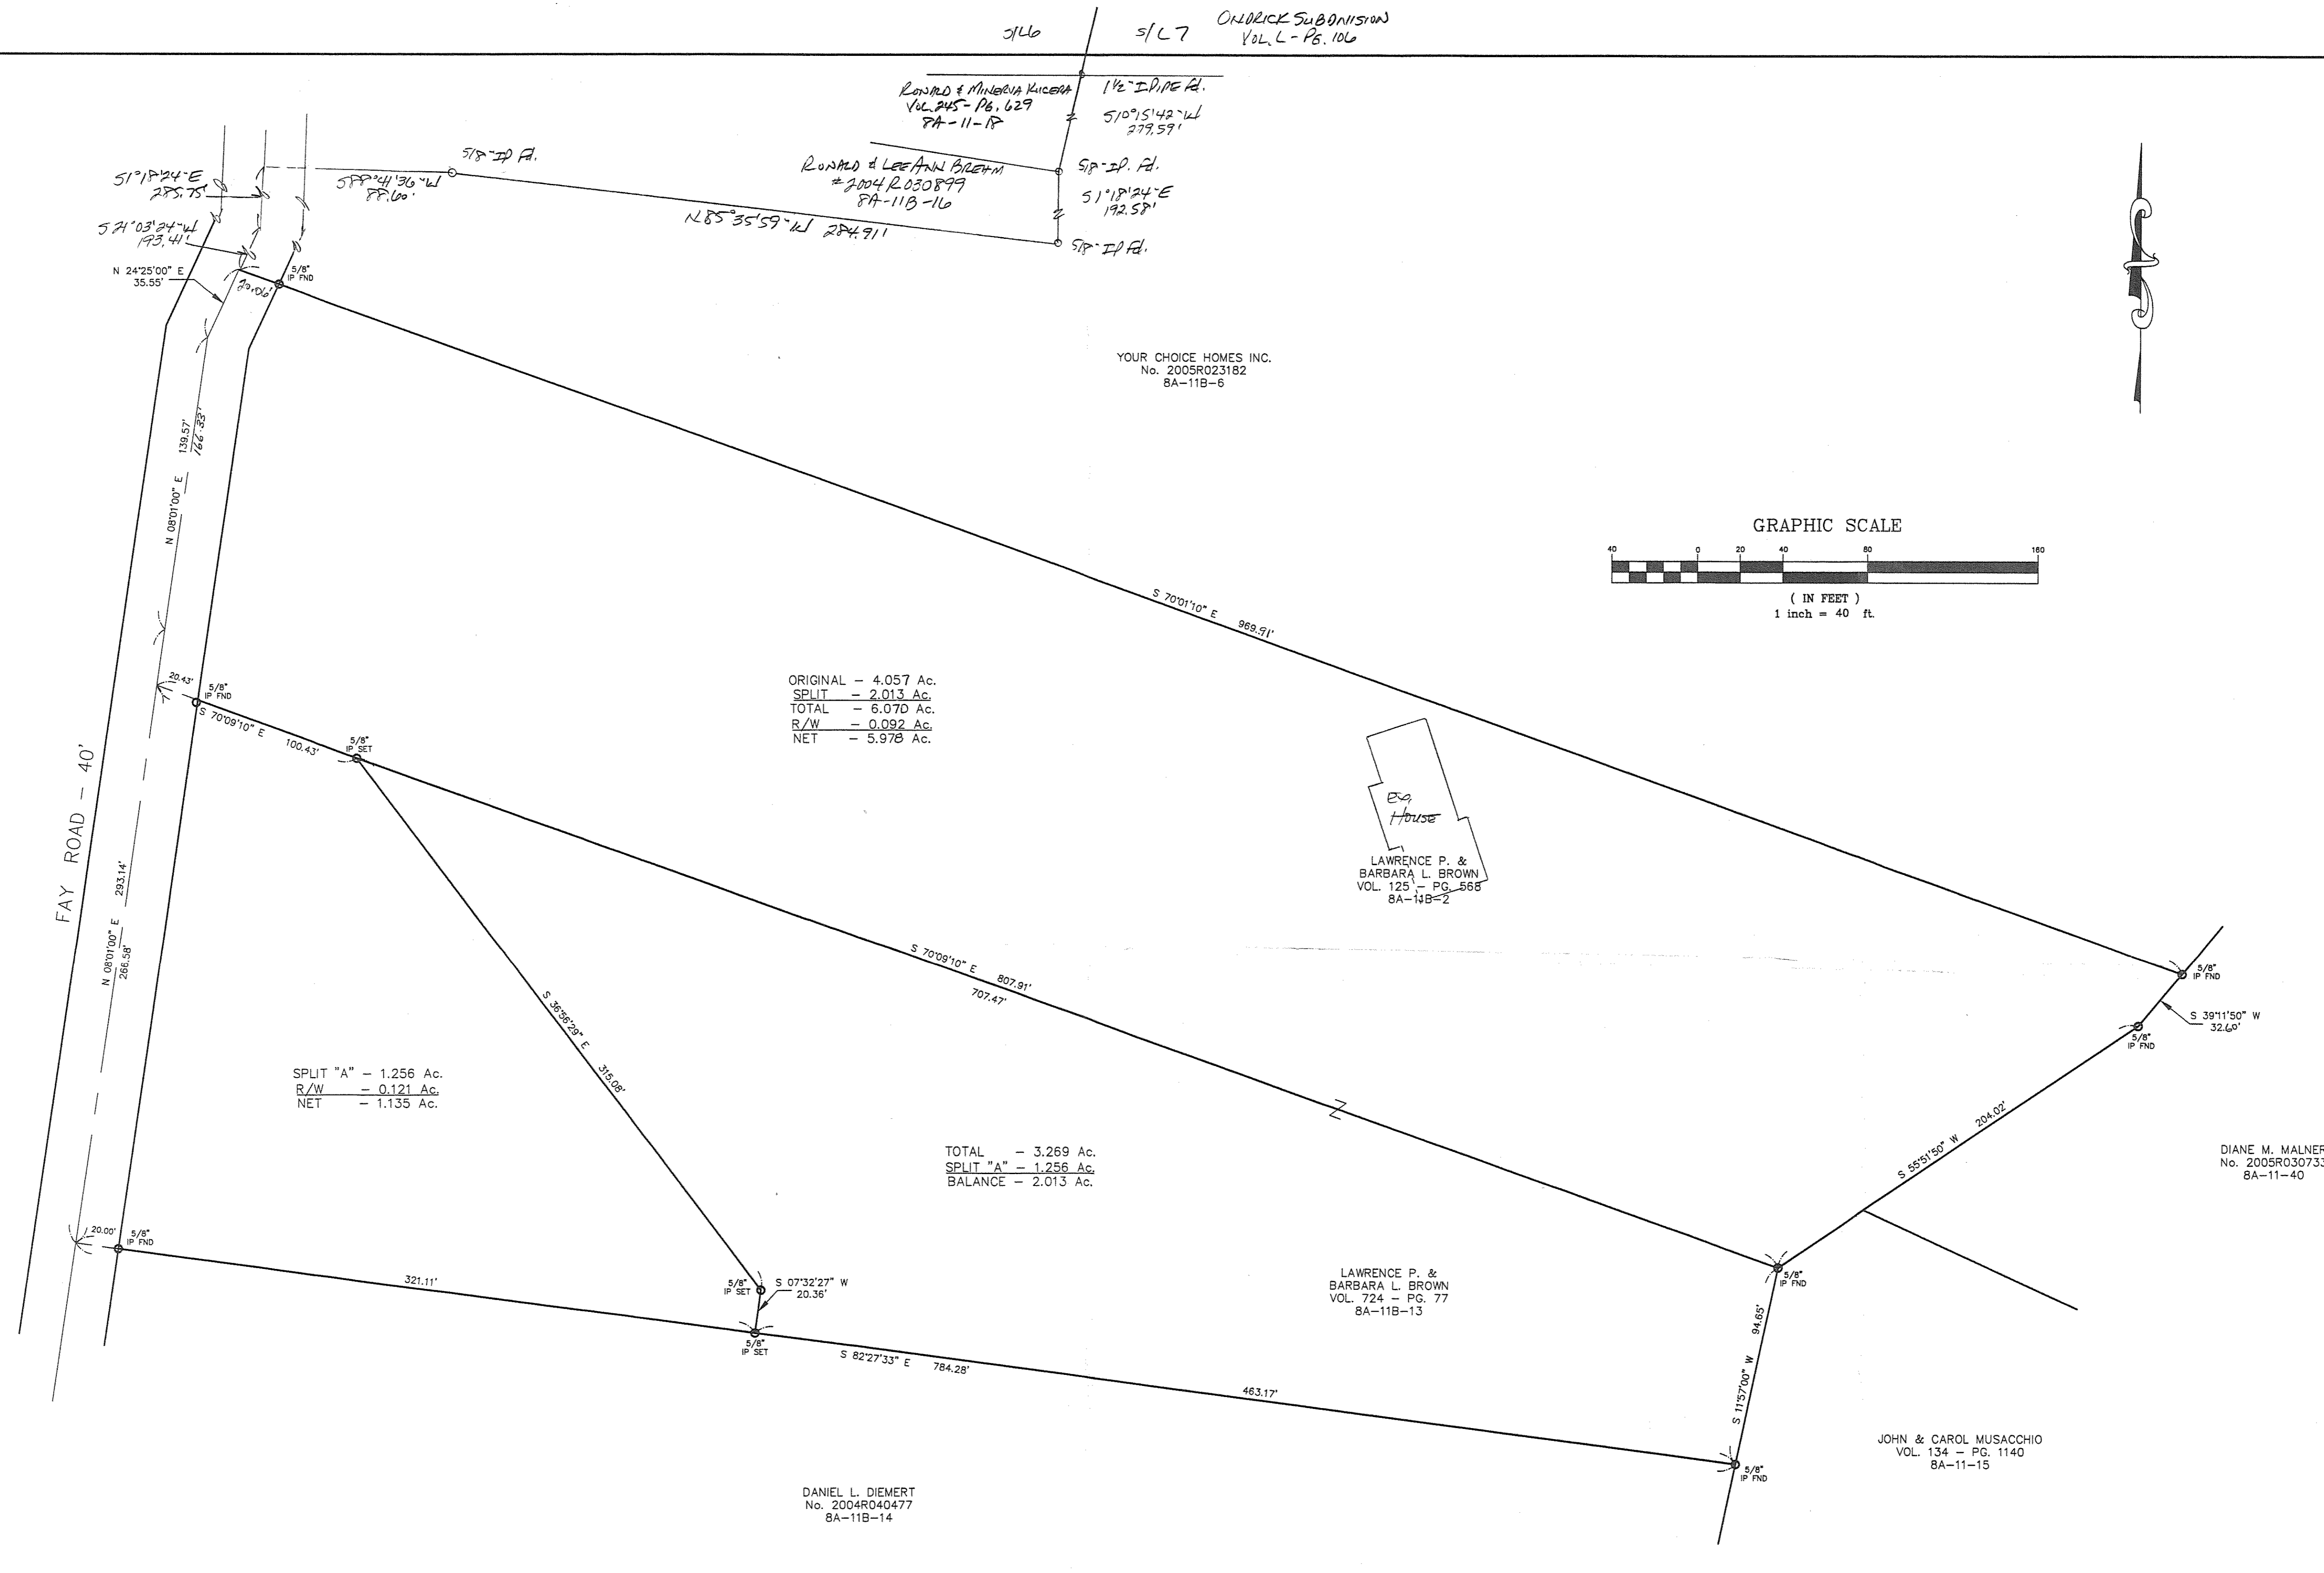 S/L6
S/L7
ONDRICK SUBDIVISION
VOL. L - PG. 106
RONALD & MINERVA KUCERA
VOL. 245 - PG. 629
8A-11-18
1½" I.PIPE Fd.
S10°15'42"W
279.59'
5/8" IP Fd.
S88°41'36"W
88.60'
RONALD & LEEANN BREHM
#2004R030899
8A-11B-16
5/8" IP. Fd.
S1°18'24"E
192.58'
5/8" IP Fd.
N85°35'59"W 284.91'
S1°18'24"E
285.75'
S21°03'24"W
193.41'
N 24°25'00" E
35.55'
20.06'
5/8"
IP FND
YOUR CHOICE HOMES INC.
No. 2005R023182
8A-11B-6
N 08°01'00" E 139.57'
166.33'
GRAPHIC SCALE
40 0 20 40 80 160
( IN FEET )
1 inch = 40 ft.
S 70°01'10" E 969.91'
20.43'
5/8"
IP FND
S 70°09'10" E 100.43'
5/8"
IP SET
ORIGINAL - 4.057 Ac.
SPLIT - 2.013 Ac.
TOTAL - 6.070 Ac.
R/W - 0.092 Ac.
NET - 5.978 Ac.
Ex.
HOUSE
LAWRENCE P. &
BARBARA L. BROWN
VOL. 125 - PG. 568
8A-11B-2
FAY ROAD - 40'
N 08°01'00" E 293.14'
266.58'
S 70°09'10" E 807.91'
707.47'
S 36°56'29" E 315.08'
5/8"
IP FND
S 39°11'50" W
32.60'
5/8"
IP FND
S 55°51'50" W 204.02'
DIANE M. MALNER
No. 2005R030733
8A-11-40
SPLIT "A" - 1.256 Ac.
R/W - 0.121 Ac.
NET - 1.135 Ac.
TOTAL - 3.269 Ac.
SPLIT "A" - 1.256 Ac.
BALANCE - 2.013 Ac.
20.00'
5/8"
IP FND
321.11'
5/8"
IP SET
S 07°32'27" W
20.36'
5/8"
IP SET
S 82°27'33" E 784.28'
463.17'
LAWRENCE P. &
BARBARA L. BROWN
VOL. 724 - PG. 77
8A-11B-13
5/8"
IP FND
S 11°57'00" W 94.65'
5/8"
IP FND
JOHN & CAROL MUSACCHIO
VOL. 134 - PG. 1140
8A-11-15
DANIEL L. DIEMERT
No. 2004R040477
8A-11B-14